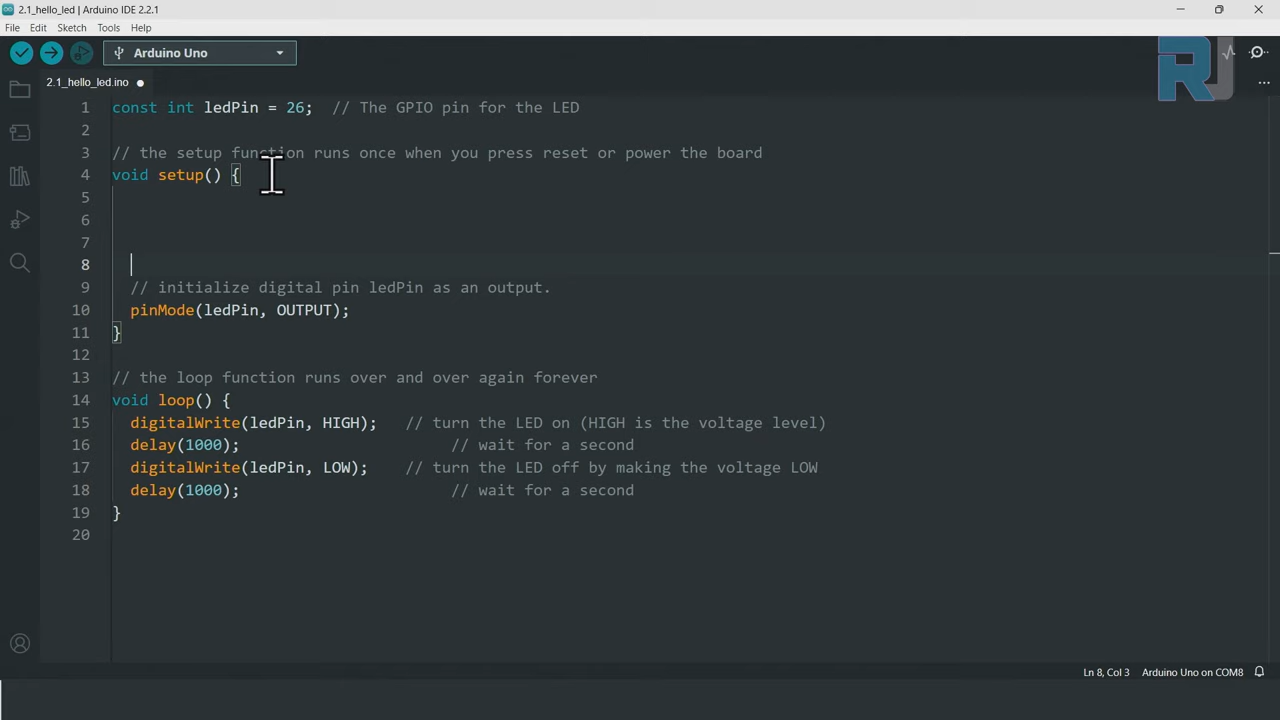 2.1_hello_led | Arduino IDE 2.2.1
File Edit Sketch Tools Help
Arduino Uno
RJ
2.1_hello_led.ino
1 const int ledPin = 26;  // The GPIO pin for the LED
2
3 // the setup function runs once when you press reset or power the board
4 void setup() {
5
6
7
8
9 // initialize digital pin ledPin as an output.
10 pinMode(ledPin, OUTPUT);
11 }
12
13 // the loop function runs over and over again forever
14 void loop() {
15 digitalWrite(ledPin, HIGH);   // turn the LED on (HIGH is the voltage level)
16 delay(1000);                       // wait for a second
17 digitalWrite(ledPin, LOW);    // turn the LED off by making the voltage LOW
18 delay(1000);                       // wait for a second
19 }
20
Ln 8, Col 3 Arduino Uno on COM8